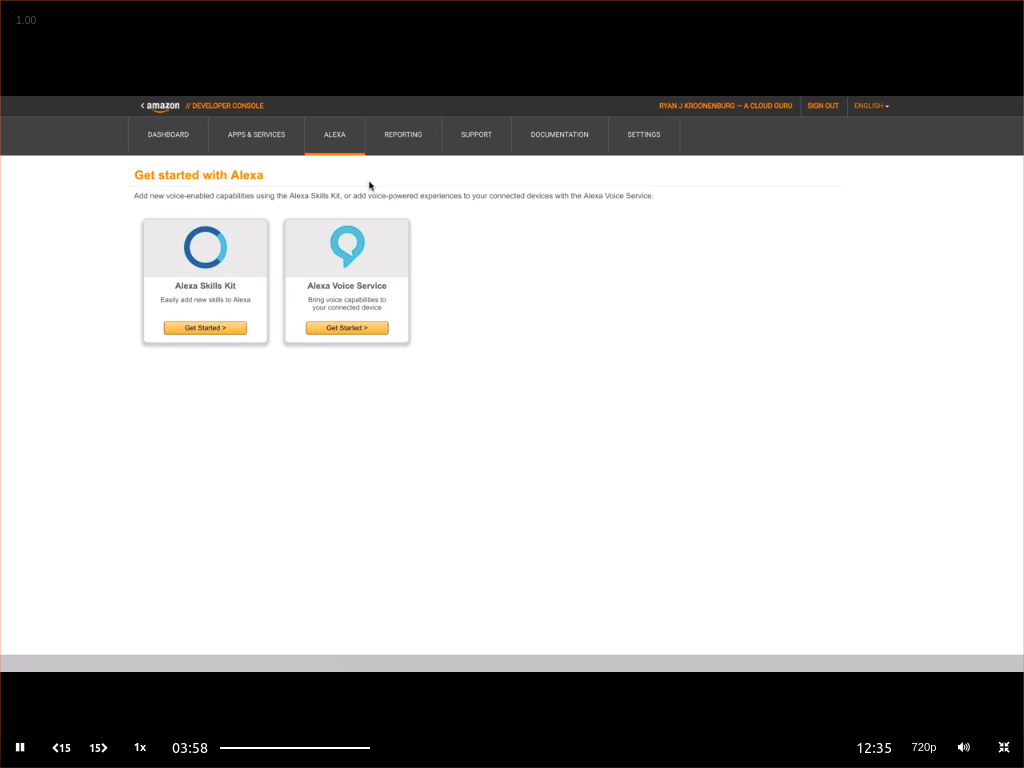 1.00
amazon // DEVELOPER CONSOLE
RYAN J KROONENBURG – A CLOUD GURU SIGN OUT ENGLISH
DASHBOARD APPS & SERVICES ALEXA REPORTING SUPPORT DOCUMENTATION SETTINGS
Get started with Alexa
Add new voice-enabled capabilities using the Alexa Skills Kit, or add voice-powered experiences to your connected devices with the Alexa Voice Service.
Alexa Skills Kit
Easily add new skills to Alexa
Get Started >
Alexa Voice Service
Bring voice capabilities to
your connected device
Get Started >
15 15 1x 03:58 12:35 720p